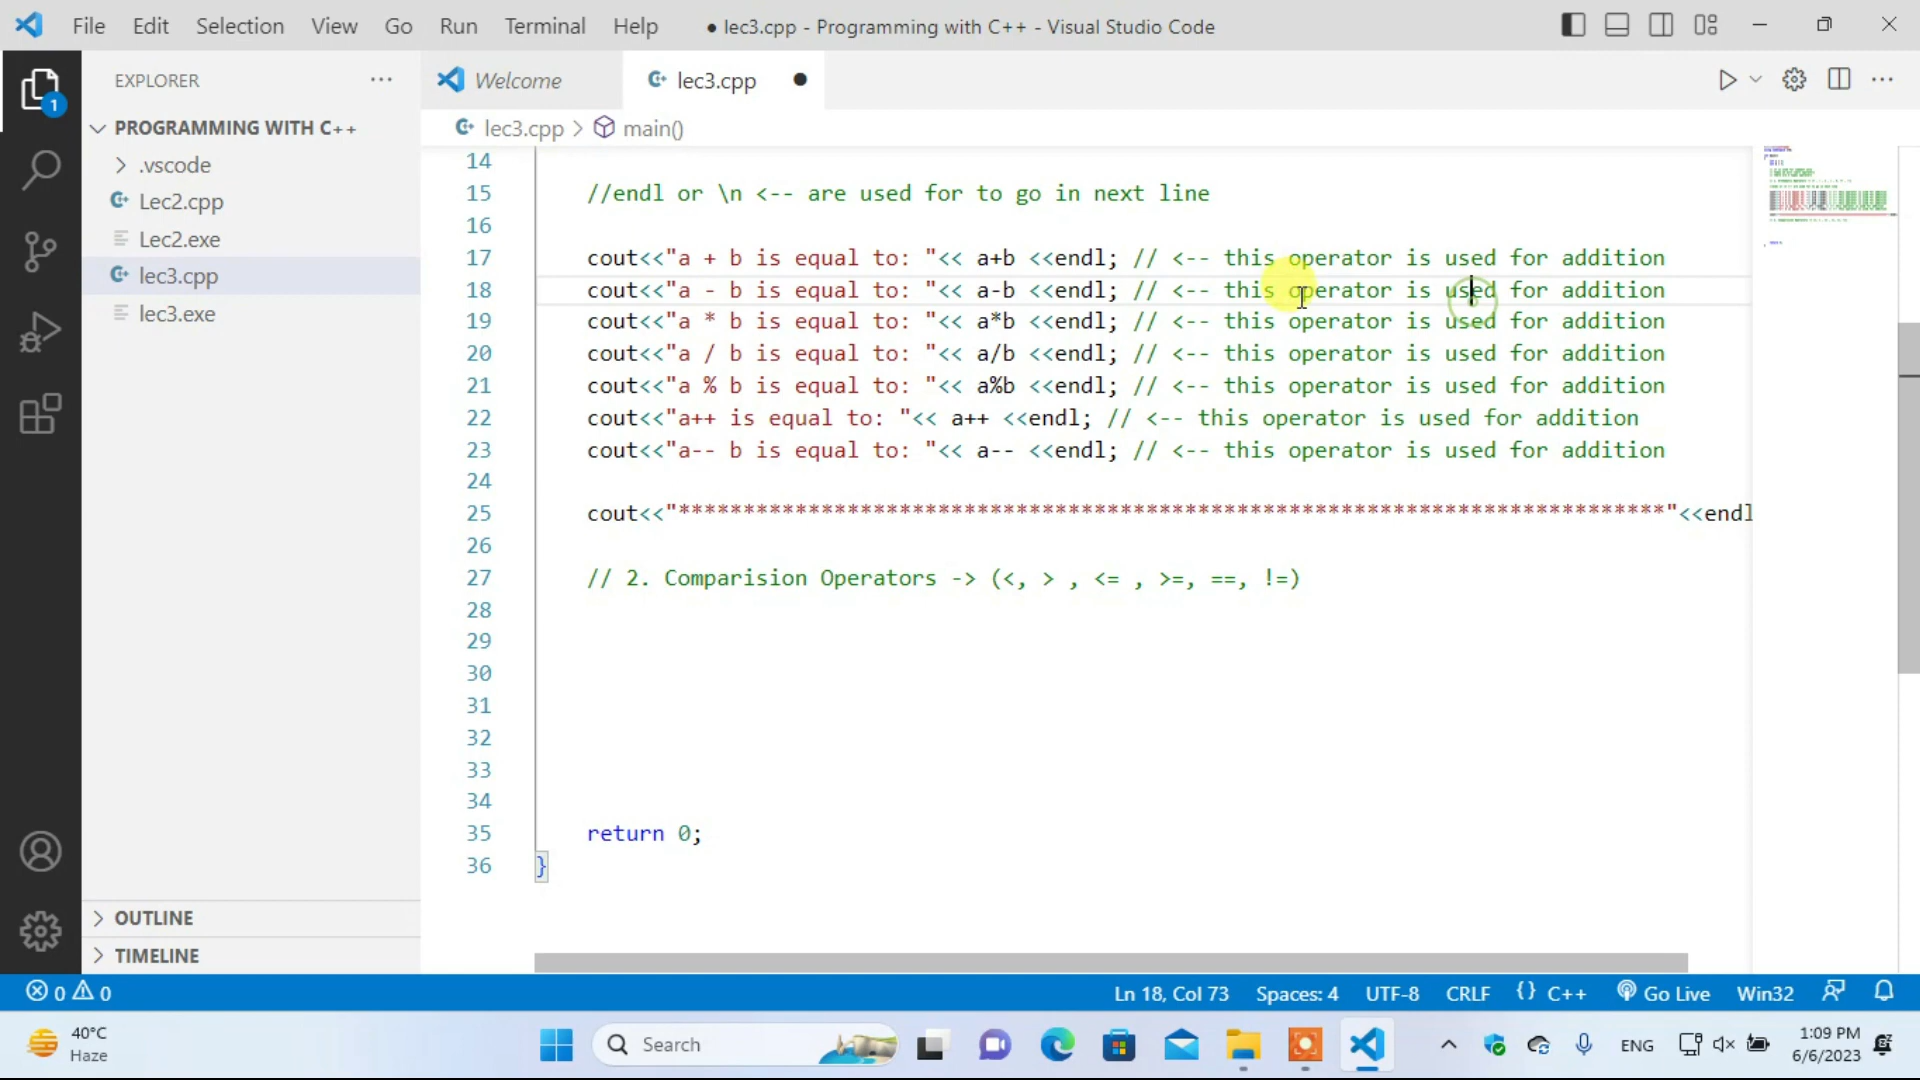 File Edit Selection View Go Run Terminal Help
● lec3.cpp - Programming with C++ - Visual Studio Code
EXPLORER
Welcome
lec3.cpp
PROGRAMMING WITH C++
lec3.cpp > main()
.vscode
Lec2.cpp
Lec2.exe
lec3.cpp
lec3.exe
1
14
15 //endl or \n <-- are used for to go in next line
16
17 cout<<"a + b is equal to: "<< a+b <<endl; // <-- this operator is used for addition
18 cout<<"a - b is equal to: "<< a-b <<endl; // <-- this operator is used for addition
19 cout<<"a * b is equal to: "<< a*b <<endl; // <-- this operator is used for addition
20 cout<<"a / b is equal to: "<< a/b <<endl; // <-- this operator is used for addition
21 cout<<"a % b is equal to: "<< a%b <<endl; // <-- this operator is used for addition
22 cout<<"a++ is equal to: "<< a++ <<endl; // <-- this operator is used for addition
23 cout<<"a-- b is equal to: "<< a-- <<endl; // <-- this operator is used for addition
24
25 cout<<"*****************************************************************************"<<endl
26
27 // 2. Comparision Operators -> (<, > , <= , >=, ==, !=)
28
29
30
31
32
33
34
35 return 0;
36 }
OUTLINE
TIMELINE
0 0 Ln 18, Col 73 Spaces: 4 UTF-8 CRLF {} C++ Go Live Win32
40°C
Haze
Search
ENG
1:09 PM
6/6/2023